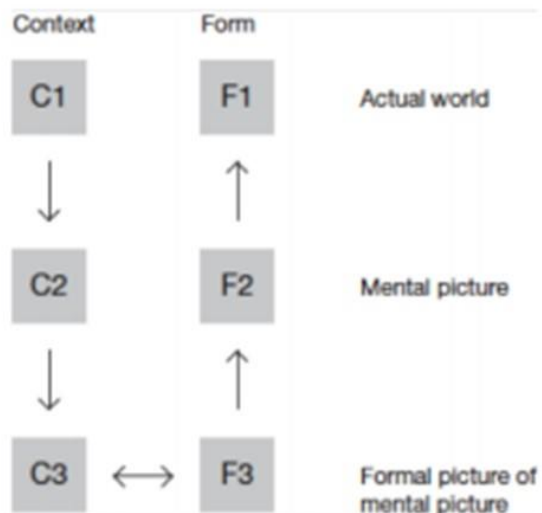 Context Form
C1 F1 Actual world
C2 F2 Mental picture
C3 F3 Formal picture of
mental picture